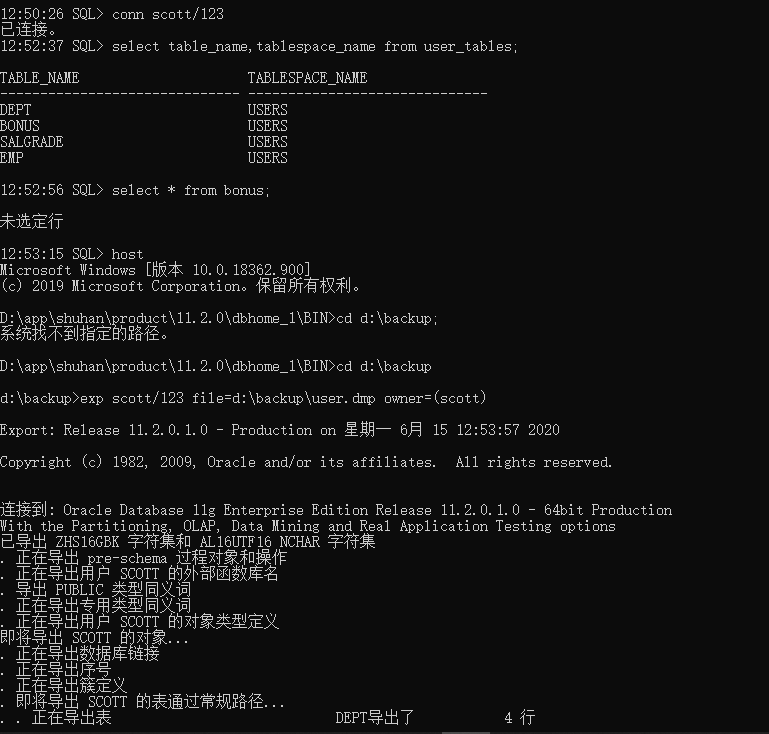 12:50:26 SQL> conn scott/123
已连接。
12:52:37 SQL> select table_name,tablespace_name from user_tables;
TABLE_NAME                     TABLESPACE_NAME
------------------------------ ------------------------------
DEPT                           USERS
BONUS                          USERS
SALGRADE                       USERS
EMP                            USERS
12:52:56 SQL> select * from bonus;
未选定行
12:53:15 SQL> host
Microsoft Windows [版本 10.0.18362.900]
(c) 2019 Microsoft Corporation。保留所有权利。
D:\app\shuhan\product\11.2.0\dbhome_1\BIN>cd d:\backup;
系统找不到指定的路径。
D:\app\shuhan\product\11.2.0\dbhome_1\BIN>cd d:\backup
d:\backup>exp scott/123 file=d:\backup\user.dmp owner=(scott)
Export: Release 11.2.0.1.0 - Production on 星期一 6月 15 12:53:57 2020
Copyright (c) 1982, 2009, Oracle and/or its affiliates.  All rights reserved.
连接到: Oracle Database 11g Enterprise Edition Release 11.2.0.1.0 - 64bit Production
With the Partitioning, OLAP, Data Mining and Real Application Testing options
已导出 ZHS16GBK 字符集和 AL16UTF16 NCHAR 字符集
. 正在导出 pre-schema 过程对象和操作
. 正在导出用户 SCOTT 的外部函数库名
. 导出 PUBLIC 类型同义词
. 正在导出专用类型同义词
. 正在导出用户 SCOTT 的对象类型定义
即将导出 SCOTT 的对象...
. 正在导出数据库链接
. 正在导出序号
. 正在导出簇定义
. 即将导出 SCOTT 的表通过常规路径...
. . 正在导出表                            DEPT导出了           4 行